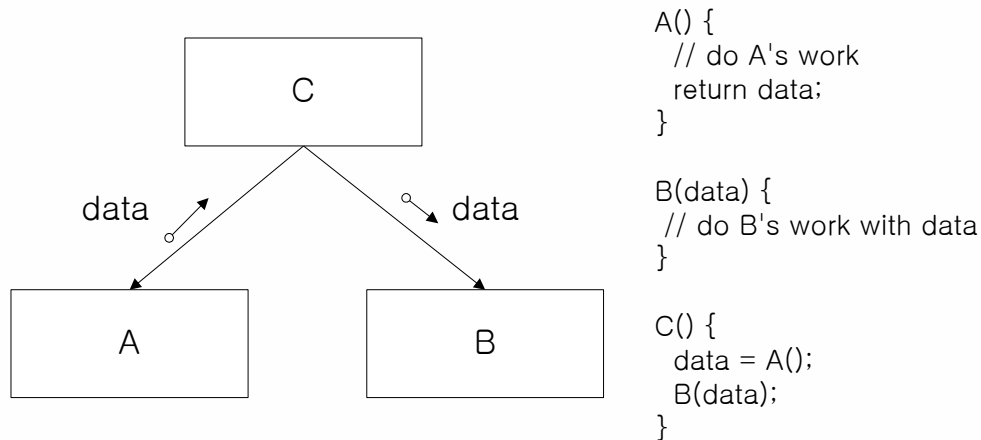 C
data
data
A
B
A() {
// do A's work
return data;
}
B(data) {
// do B's work with data
}
C() {
data = A();
B(data);
}